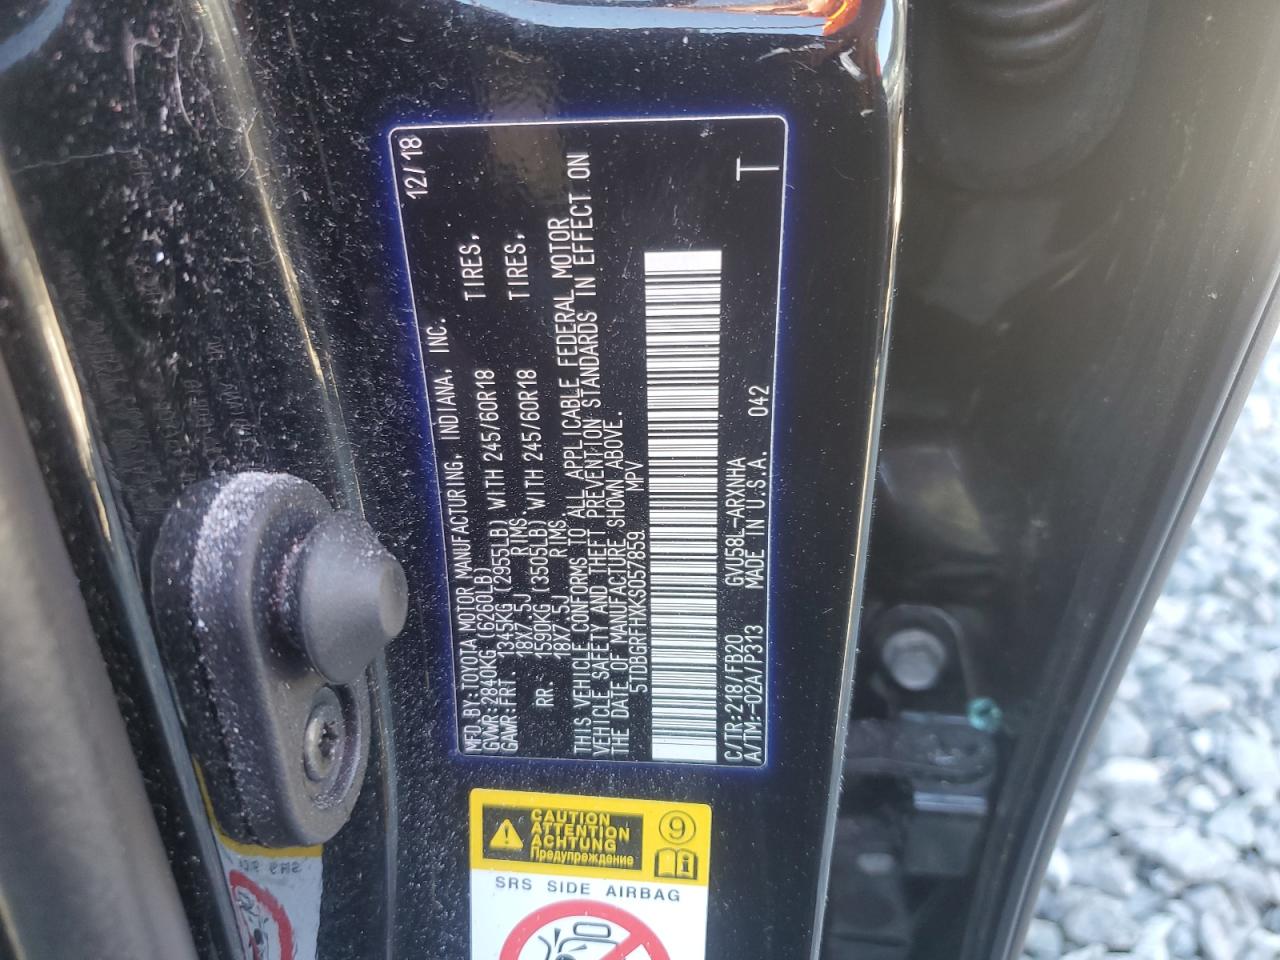 MFD.BY:TOYOTA MOTOR MANUFACTURING, INDIANA, INC. 12/18
GVWR:2840KG (6260LB)
GAWR:FRT. 1345KG (2955LB) WITH 245/60R18 TIRES,
18X7.5J RIMS
RR. 1590KG (3505LB) WITH 245/60R18 TIRES,
18X7.5J RIMS
THIS VEHICLE CONFORMS TO ALL APPLICABLE FEDERAL MOTOR
VEHICLE SAFETY AND THEFT PREVENTION STANDARDS IN EFFECT ON
THE DATE OF MANUFACTURE SHOWN ABOVE.
5TDBGRFHXKS057859 MPV
C/TR:218/FB20 GVU58L-ARXNHA
A/TM:-02A/P313 MADE IN U.S.A. 042 T
CAUTION
ATTENTION
ACHTUNG
Предупреждение
9
i
SRS SIDE AIRBAG